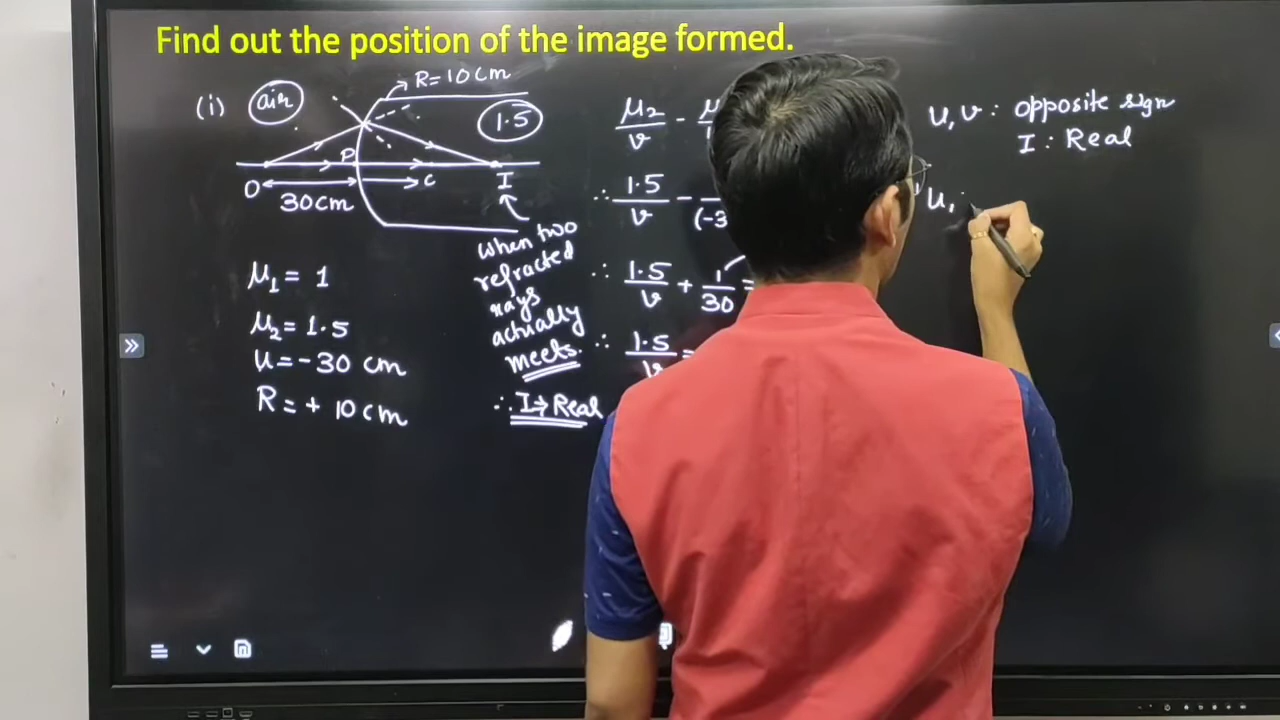 Find out the position of the image formed.
(i) air
R = 10 cm
1.5
P
O
C
I
30cm
when two
refracted
rays
actually
meets.
∴ I → Real
μ₁ = 1
μ₂ = 1.5
u = -30 cm
R = + 10 cm
μ₂/v - μ
∴ 1.5/v - /(-3
∴ 1.5/v + 1/30 =
∴ 1.5/v =
u, v : opposite sign
I : Real
u,